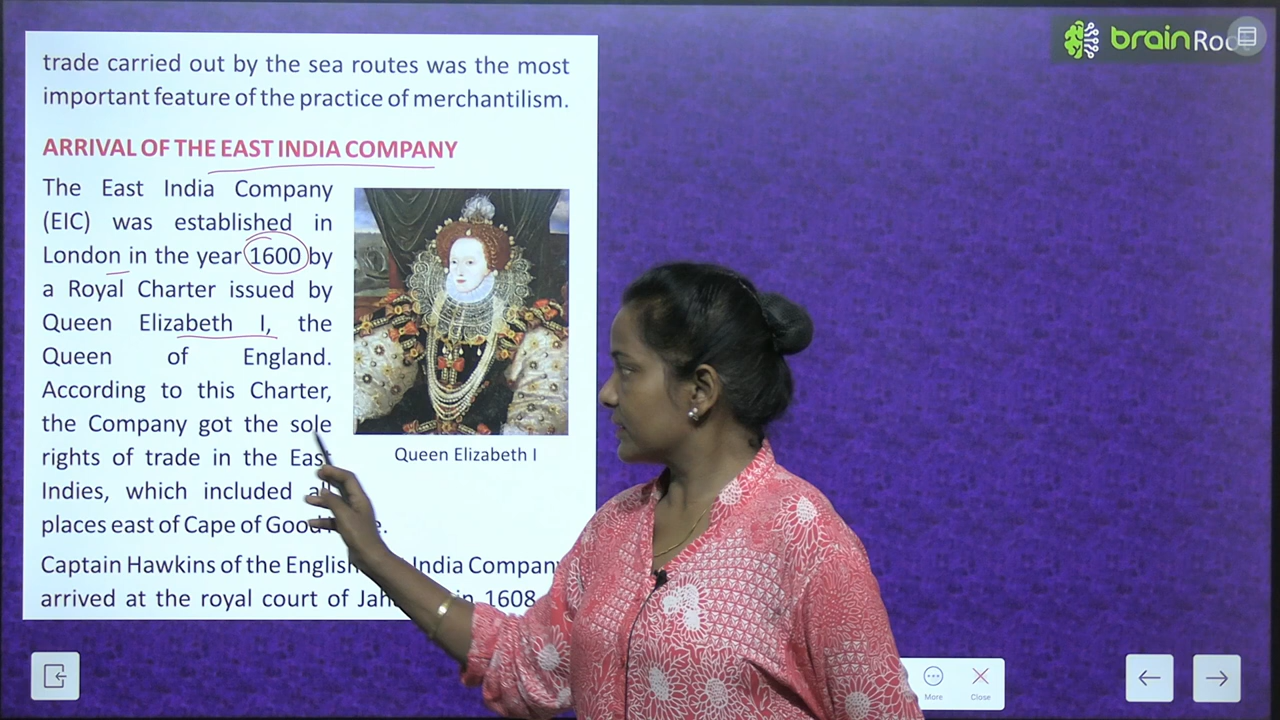 trade carried out by the sea routes was the most
important feature of the practice of merchantilism.
ARRIVAL OF THE EAST INDIA COMPANY
The East India Company
(EIC) was established in
London in the year 1600 by
a Royal Charter issued by
Queen Elizabeth I, the
Queen of England.
According to this Charter,
the Company got the sole
rights of trade in the East
Indies, which included all
places east of Cape of Good
Queen Elizabeth I
Captain Hawkins of the English India Company
arrived at the royal court of in 1608
brain
More
Close